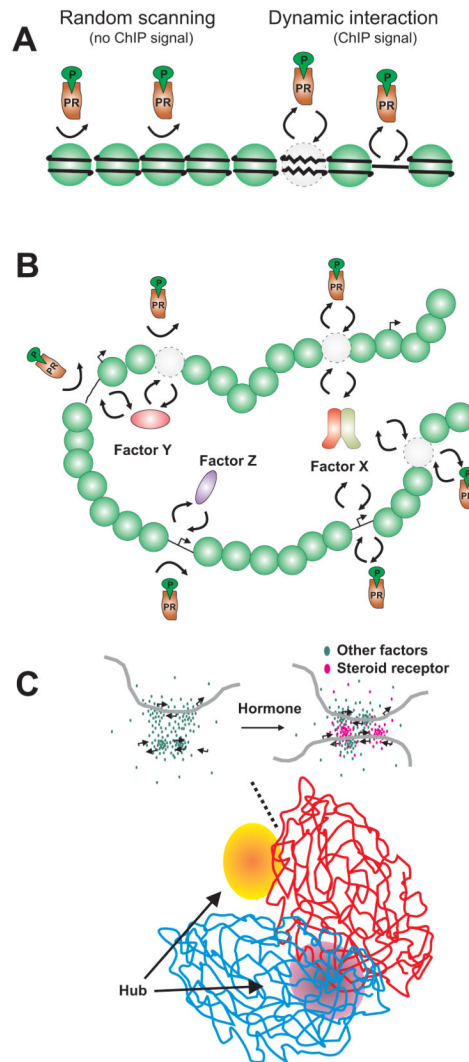 A
Random scanning
(no ChIP signal)
Dynamic interaction
(ChIP signal)
P
PR
P
PR
P
PR
P
PR
B
P
PR
P
PR
P
PR
Factor Y
Factor Z
Factor X
P
PR
P
PR
P
PR
C
Other factors
Steroid receptor
Hormone
Hub